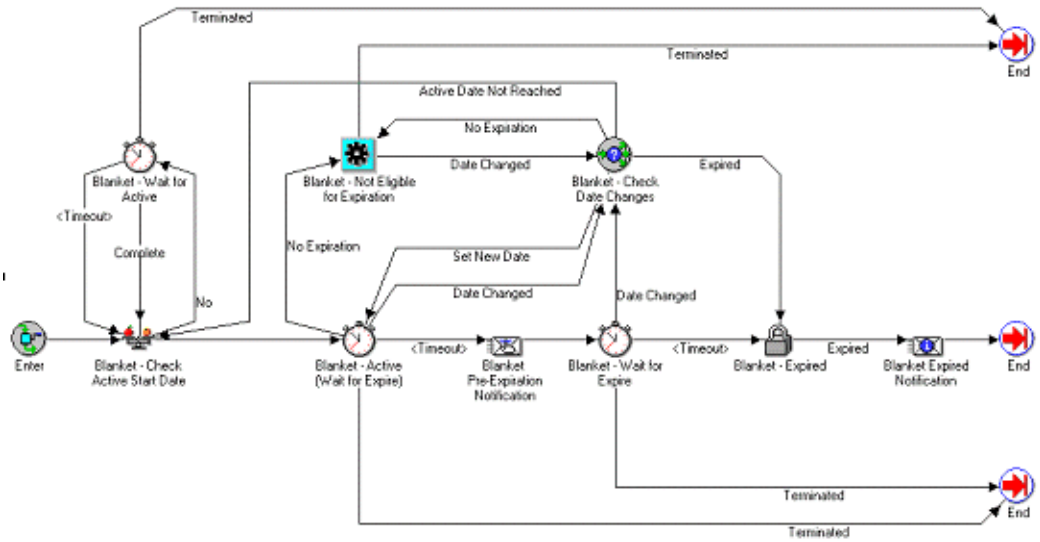 Terminated
Terminated
End
Active Date Not Reached
No Expiration
Blanket - Wait for
Active
Blanket - Not Eligible
for Expiration
Date Changed
Blanket - Check
Date Changes
Expired
<Timeout>
Complete
No Expiration
Set New Date
Date Changed
No
Date Changed
Enter
Blanket - Check
Active Start Date
Blanket - Active
(Wait for Expire)
<Timeout>
Blanket
Pre-Expiration
Notification
Blanket - Wait for
Expire
<Timeout>
Blanket - Expired
Expired
Blanket Expired
Notification
End
Terminated
End
Terminated